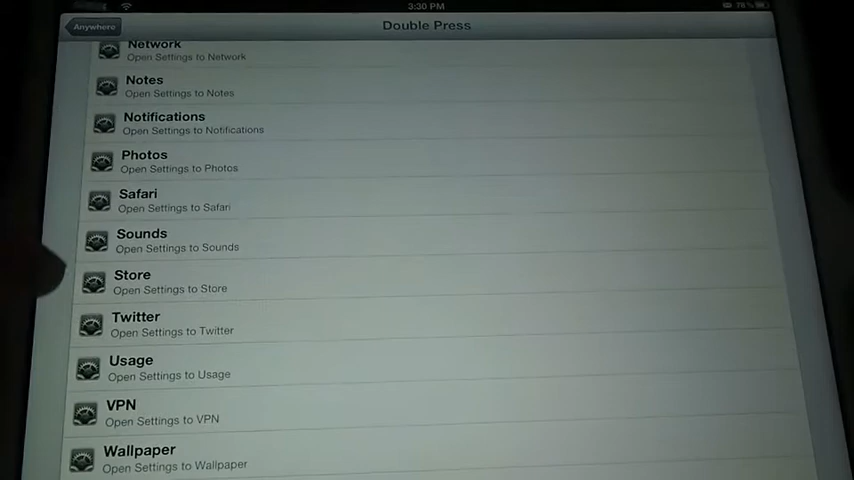 3:30 PM
78 %
Anywhere
Double Press
Network
Open Settings to Network
Notes
Open Settings to Notes
Notifications
Open Settings to Notifications
Photos
Open Settings to Photos
Safari
Open Settings to Safari
Sounds
Open Settings to Sounds
Store
Open Settings to Store
Twitter
Open Settings to Twitter
Usage
Open Settings to Usage
VPN
Open Settings to VPN
Wallpaper
Open Settings to Wallpaper